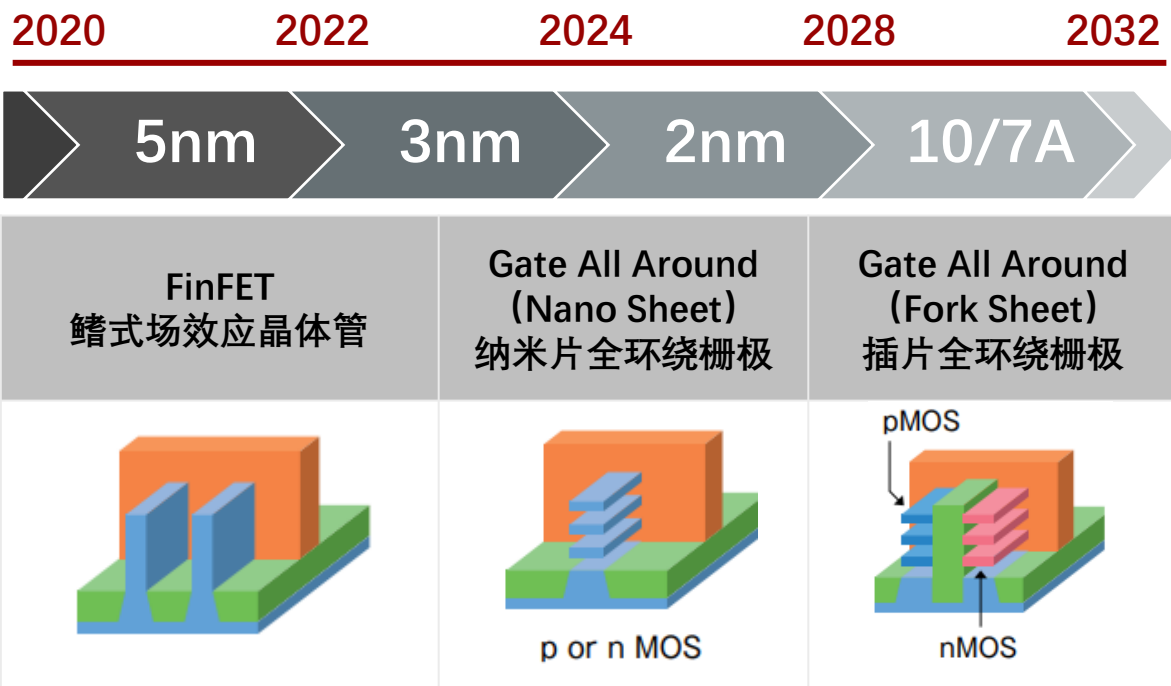 2020 2022 2024 2028 2032
5nm 3nm 2nm 10/7A
FinFET
鳍式场效应晶体管
Gate All Around
(Nano Sheet)
纳米片全环绕栅极
Gate All Around
(Fork Sheet)
插片全环绕栅极
p or n MOS
pMOS
nMOS